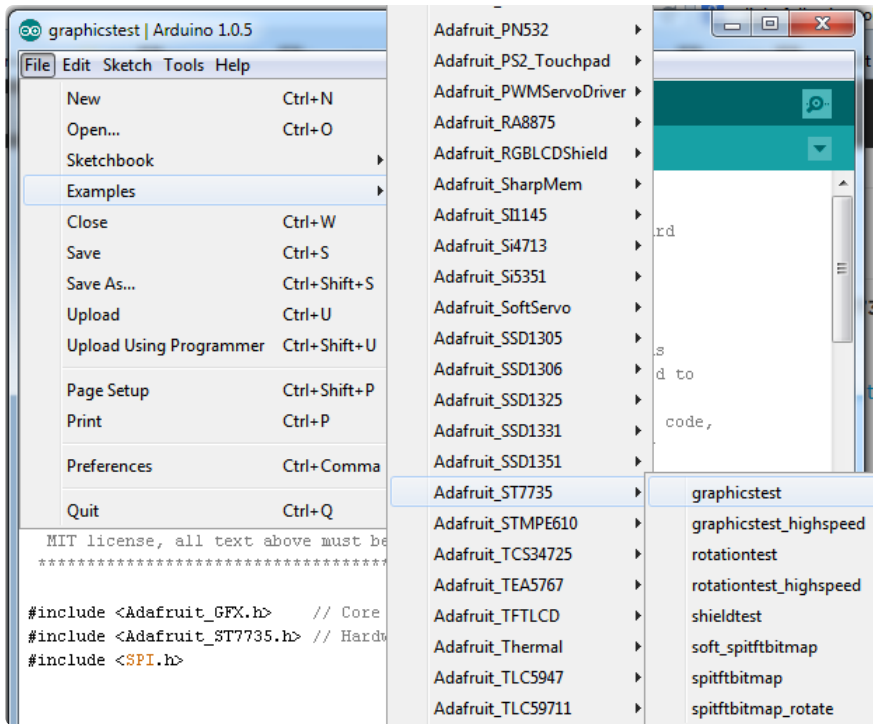 graphicstest | Arduino 1.0.5
File Edit Sketch Tools Help
New Ctrl+N
Open... Ctrl+O
Sketchbook
Examples
Close Ctrl+W
Save Ctrl+S
Save As... Ctrl+Shift+S
Upload Ctrl+U
Upload Using Programmer Ctrl+Shift+U
Page Setup Ctrl+Shift+P
Print Ctrl+P
Preferences Ctrl+Comma
Quit Ctrl+Q
Adafruit_PN532
Adafruit_PS2_Touchpad
Adafruit_PWMServoDriver
Adafruit_RA8875
Adafruit_RGBLCDShield
Adafruit_SharpMem
Adafruit_SI1145
Adafruit_Si4713
Adafruit_Si5351
Adafruit_SoftServo
Adafruit_SSD1305
Adafruit_SSD1306
Adafruit_SSD1325
Adafruit_SSD1331
Adafruit_SSD1351
Adafruit_ST7735
Adafruit_STMPE610
Adafruit_TCS34725
Adafruit_TEA5767
Adafruit_TFTLCD
Adafruit_Thermal
Adafruit_TLC5947
Adafruit_TLC59711
graphicstest
graphicstest_highspeed
rotationtest
rotationtest_highspeed
shieldtest
soft_spitftbitmap
spitftbitmap
spitftbitmap_rotate
rd
s
d to
code,
MIT license, all text above must be
************************************
#include <Adafruit_GFX.h> // Core
#include <Adafruit_ST7735.h> // Hardw
#include <SPI.h>